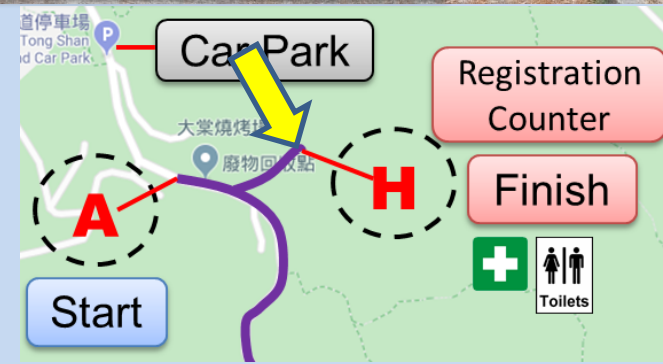 道停車場
Tong Shan
d Car Park
P
Car Park
Registration
Counter
大棠燒烤場
廢物回收點
A
H
Finish
Start
Toilets